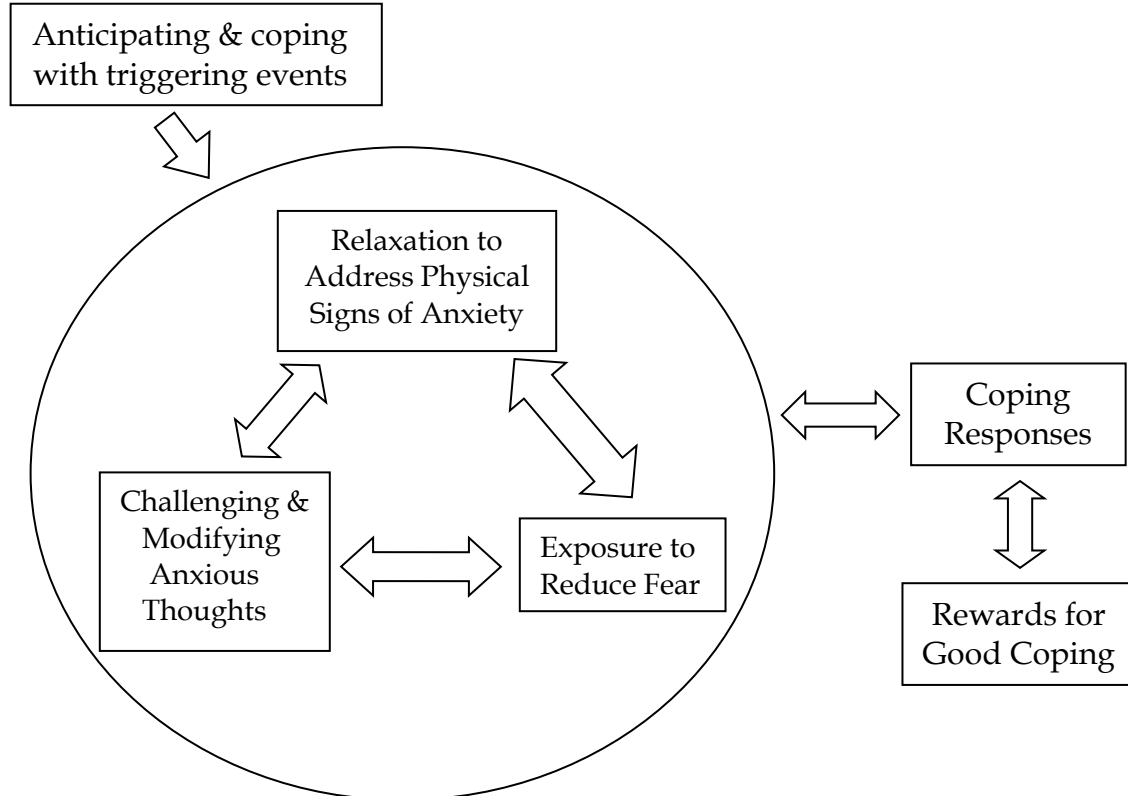 Anticipating & coping
with triggering events
Relaxation to
Address Physical
Signs of Anxiety
Challenging &
Modifying
Anxious
Thoughts
Exposure to
Reduce Fear
Coping
Responses
Rewards for
Good Coping